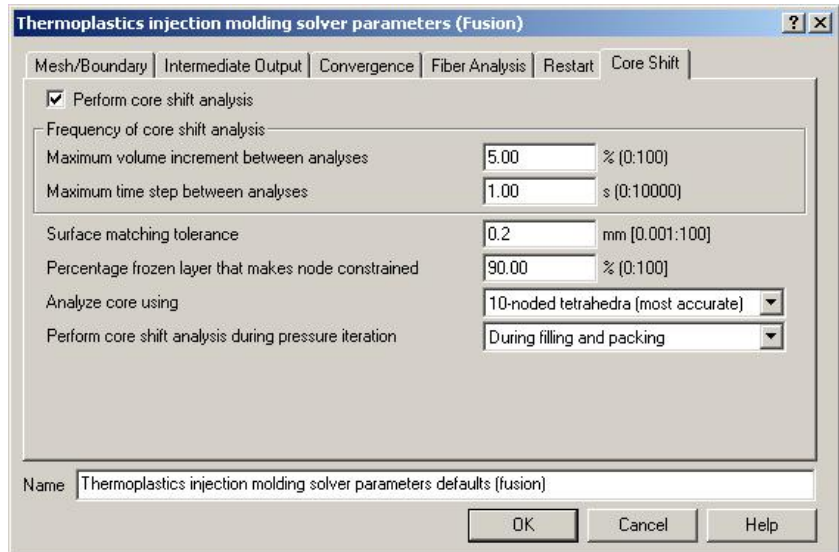 Thermoplastics injection molding solver parameters (Fusion)
Mesh/Boundary Intermediate Output Convergence Fiber Analysis Restart Core Shift
Perform core shift analysis
Frequency of core shift analysis
Maximum volume increment between analyses 5.00 % (0:100)
Maximum time step between analyses 1.00 s (0:10000)
Surface matching tolerance 0.2 mm [0.001:100]
Percentage frozen layer that makes node constrained 90.00 % (0:100]
Analyze core using 10-noded tetrahedra (most accurate)
Perform core shift analysis during pressure iteration During filling and packing
Name Thermoplastics injection molding solver parameters defaults (fusion)
OK Cancel Help